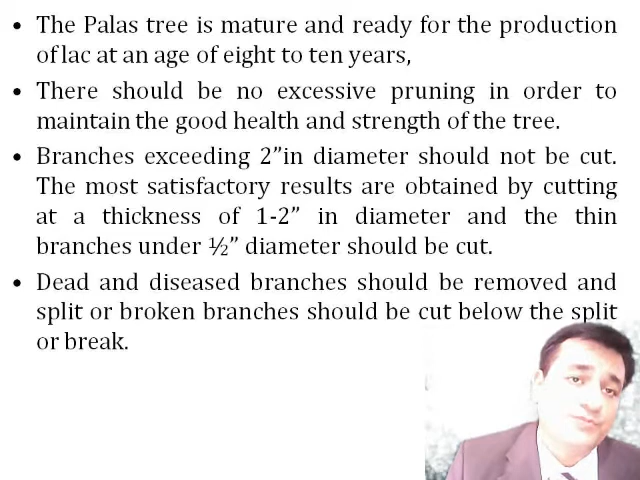 • The Palas tree is mature and ready for the production
of lac at an age of eight to ten years,
• There should be no excessive pruning in order to
maintain the good health and strength of the tree.
• Branches exceeding 2”in diameter should not be cut.
The most satisfactory results are obtained by cutting
at a thickness of 1-2” in diameter and the thin
branches under ½” diameter should be cut.
• Dead and diseased branches should be removed and
split or broken branches should be cut below the split
or break.